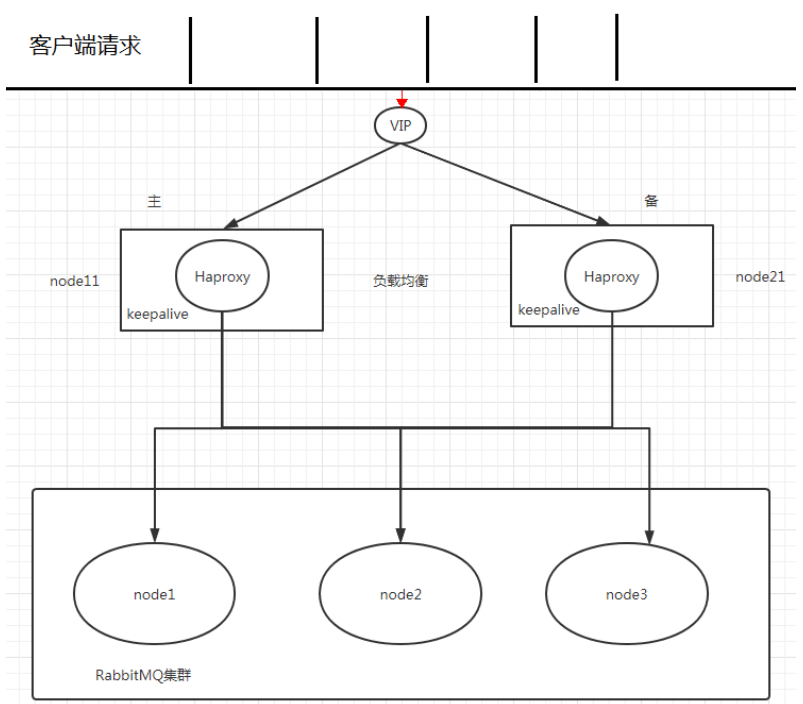 客户端请求
VIP
主
备
node11
Haproxy
keepalive
负载均衡
Haproxy
keepalive
node21
node1
node2
node3
RabbitMQ集群